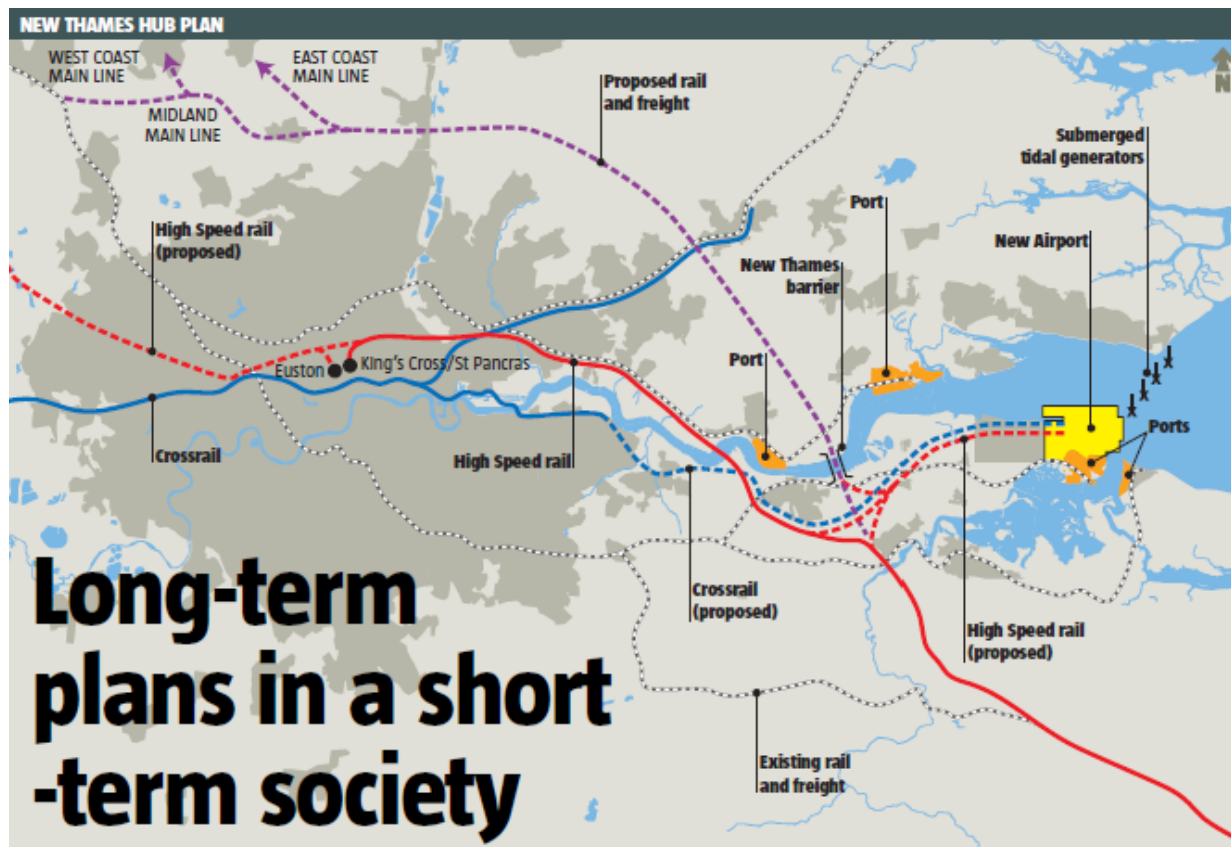 NEW THAMES HUB PLAN
WEST COAST
MAIN LINE
EAST COAST
MAIN LINE
MIDLAND
MAIN LINE
Proposed rail
and freight
Submerged
tidal generators
N
Port
New Airport
High Speed rail
(proposed)
New Thames
barrier
Euston
King's Cross/St Pancras
Port
Crossrail
High Speed rail
Ports
Crossrail
(proposed)
High Speed rail
(proposed)
Existing rail
and freight
Long-term
plans in a short
-term society